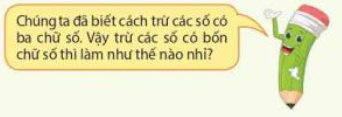 Chúng ta đã biết cách trừ các số có
ba chữ số. Vậy trừ các số có bốn
chữ số thì làm như thế nào nhỉ?